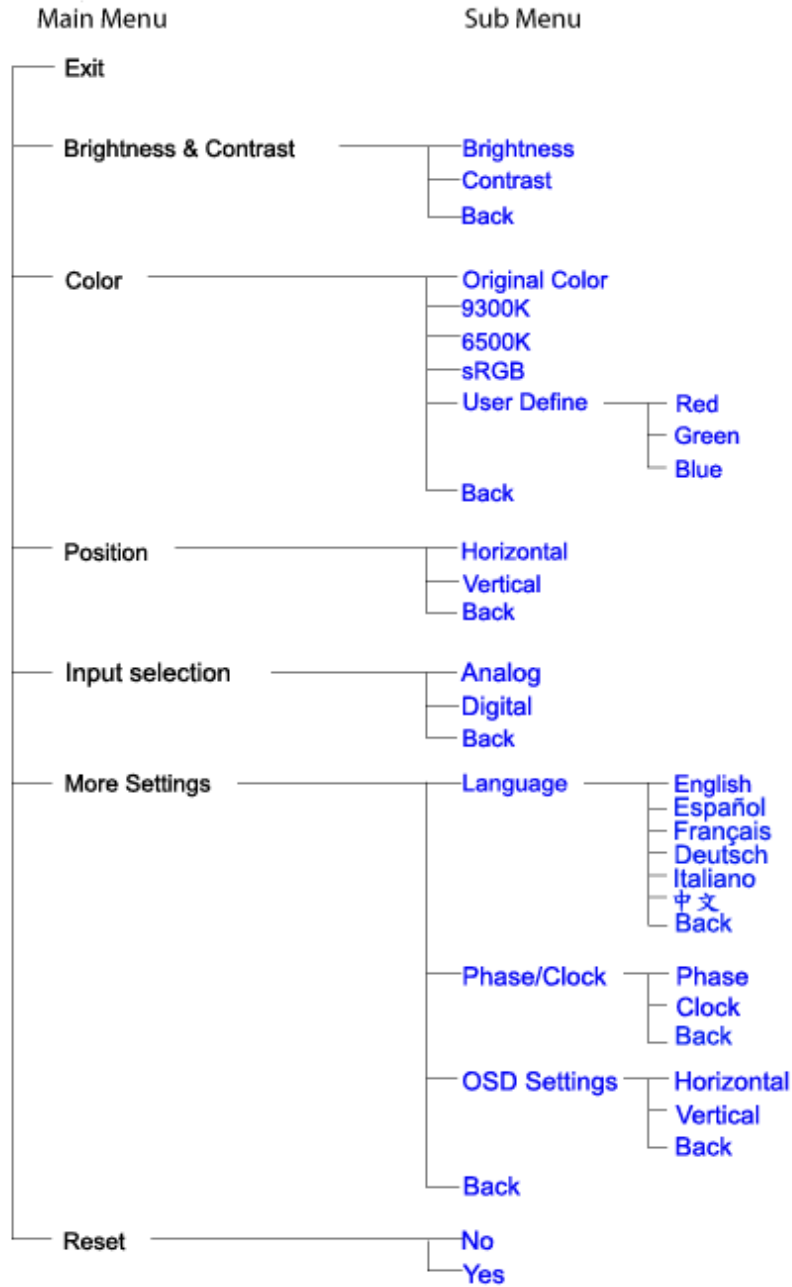 Main Menu Sub Menu
Exit
Brightness & Contrast Brightness
Contrast
Back
Color Original Color
9300K
6500K
sRGB
User Define Red
Green
Blue
Back
Position Horizontal
Vertical
Back
Input selection Analog
Digital
Back
More Settings Language English
Español
Français
Deutsch
Italiano
中文
Back
Phase/Clock Phase
Clock
Back
OSD Settings Horizontal
Vertical
Back
Back
Reset No
Yes